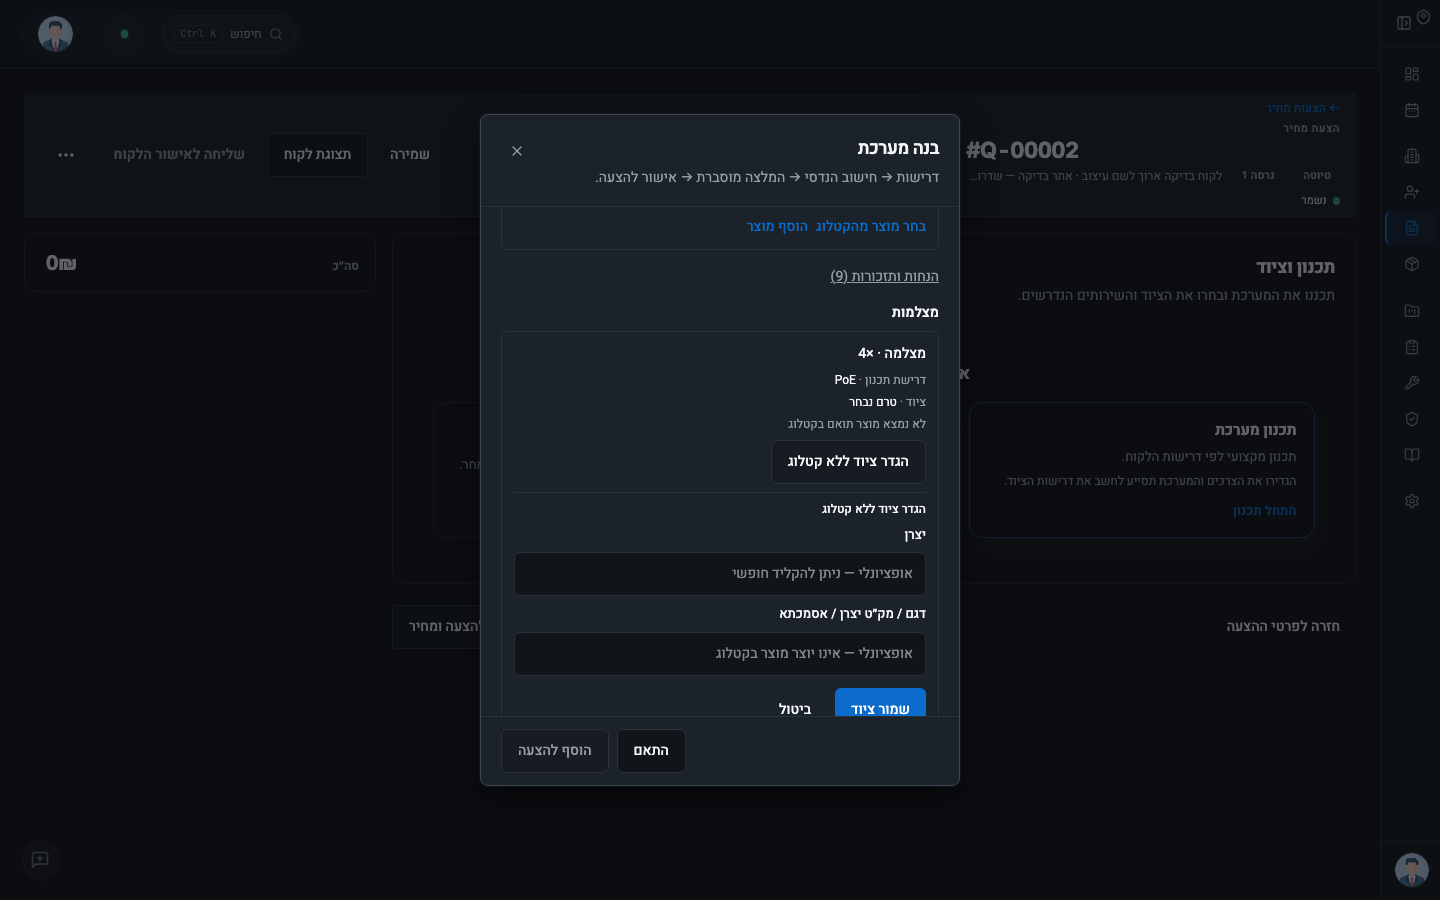 חיפוש
Ctrl K
← הצעות מחיר
הצעת מחיר
#Q-00002
טיוטה
גרסה 1
לקוח בדיקה ארוך לשם עיצוב · אתר בדיקה — שדרו...
נשמר
שמירה
תצוגת לקוח
שליחה לאישור הלקוח
תכנון וציוד
תכננו את המערכת ובחרו את הציוד והשירותים הנדרשים.
תכנון מערכת
תכנון מקצועי לפי דרישות הלקוח.
הגדירו את הצרכים והמערכת תסייע לחשב את דרישות הציוד.
התחל תכנון
חזרה לפרטי ההצעה
סה״כ
₪0
בנה מערכת
דרישות → חישוב הנדסי → המלצה מוסברת → אישור להצעה.
בחר מוצר מהקטלוג הוסף מוצר
הנחות ותזכורות (9)
מצלמות
מצלמה · ×4
דרישת תכנון · PoE
ציוד · טרם נבחר
לא נמצא מוצר תואם בקטלוג
הגדר ציוד ללא קטלוג
הגדר ציוד ללא קטלוג
יצרן
אופציונלי — ניתן להקליד חופשי
דגם / מק״ט יצרן / אסמכתא
אופציונלי — אינו יוצר מוצר בקטלוג
שמור ציוד
ביטול
התאם
הוסף להצעה